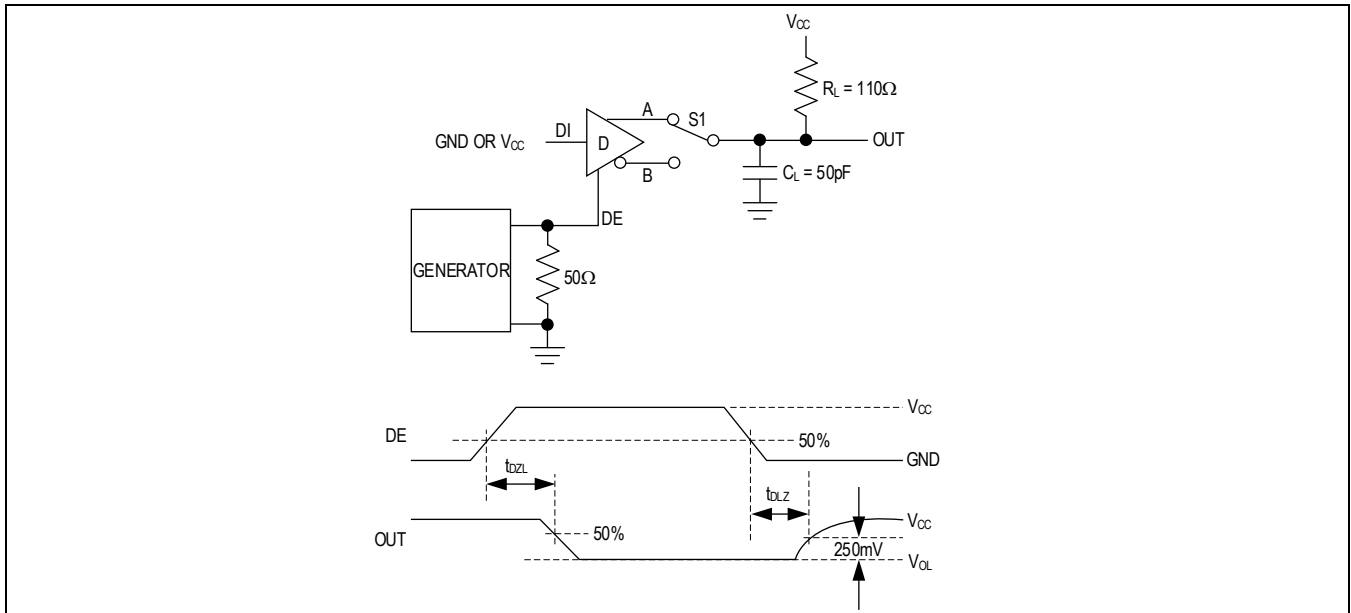 VCC
RL = 110Ω
A
S1
DI
GND OR VCC
D
OUT
B
CL = 50pF
DE
GENERATOR
50Ω
VCC
DE
50%
GND
tDZL
tDLZ
VCC
OUT
50%
250mV
VOL